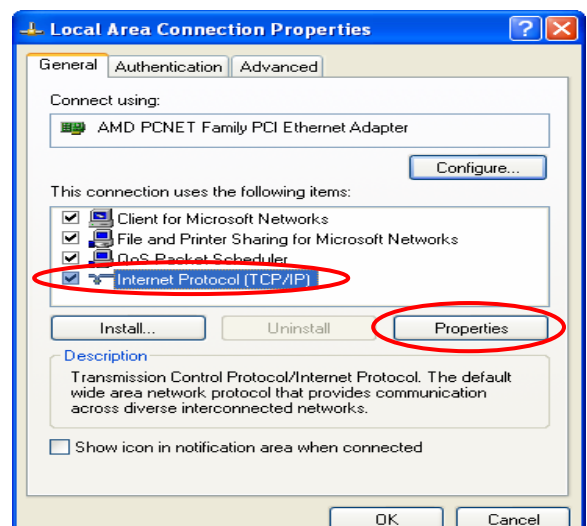 Local Area Connection Properties
General Authentication Advanced
Connect using:
AMD PCNET Family PCI Ethernet Adapter
Configure...
This connection uses the following items:
Client for Microsoft Networks
File and Printer Sharing for Microsoft Networks
QoS Packet Scheduler
Internet Protocol (TCP/IP)
Install... Uninstall Properties
Description
Transmission Control Protocol/Internet Protocol. The default
wide area network protocol that provides communication
across diverse interconnected networks.
Show icon in notification area when connected
OK Cancel